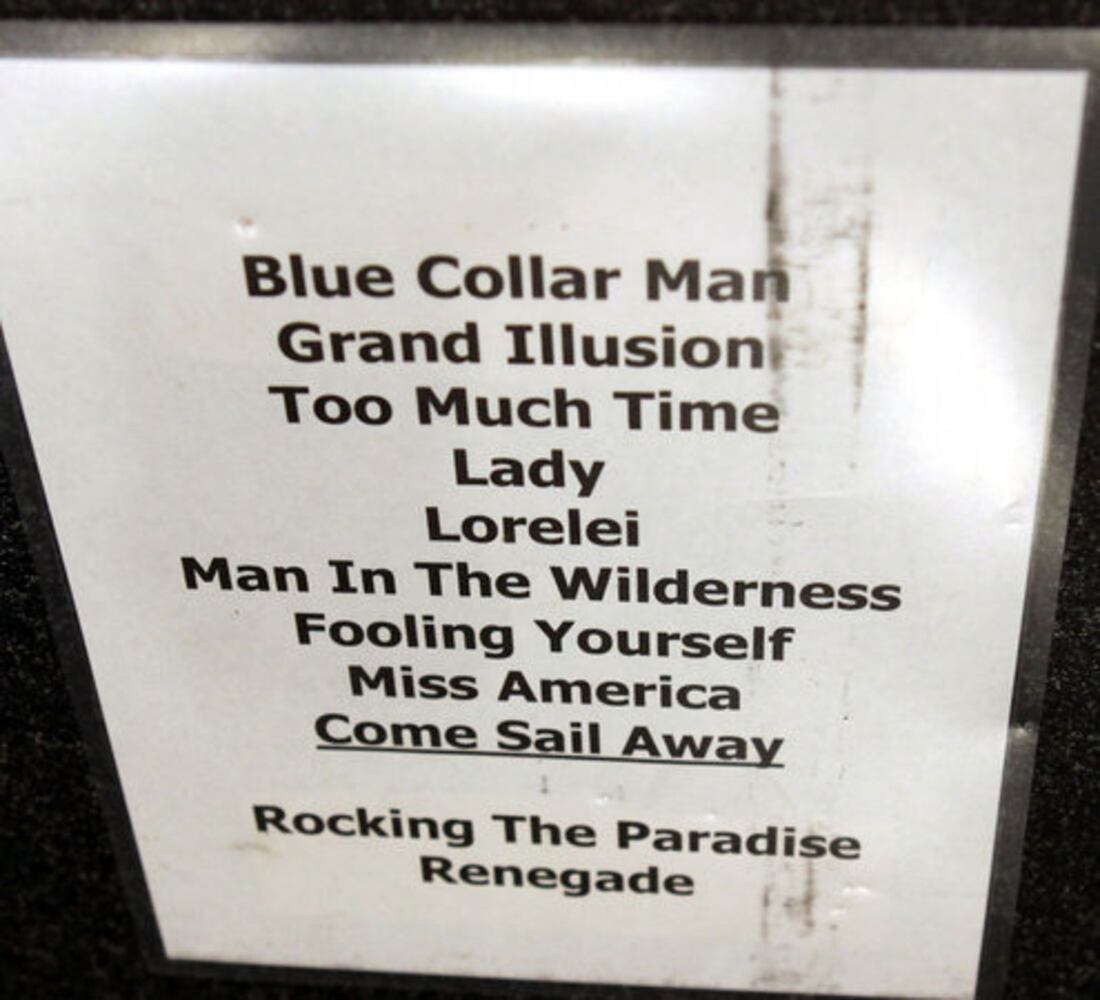 Blue Collar Man
Grand Illusion
Too Much Time
Lady
Lorelei
Man In The Wilderness
Fooling Yourself
Miss America
Come Sail Away
Rocking The Paradise
Renegade